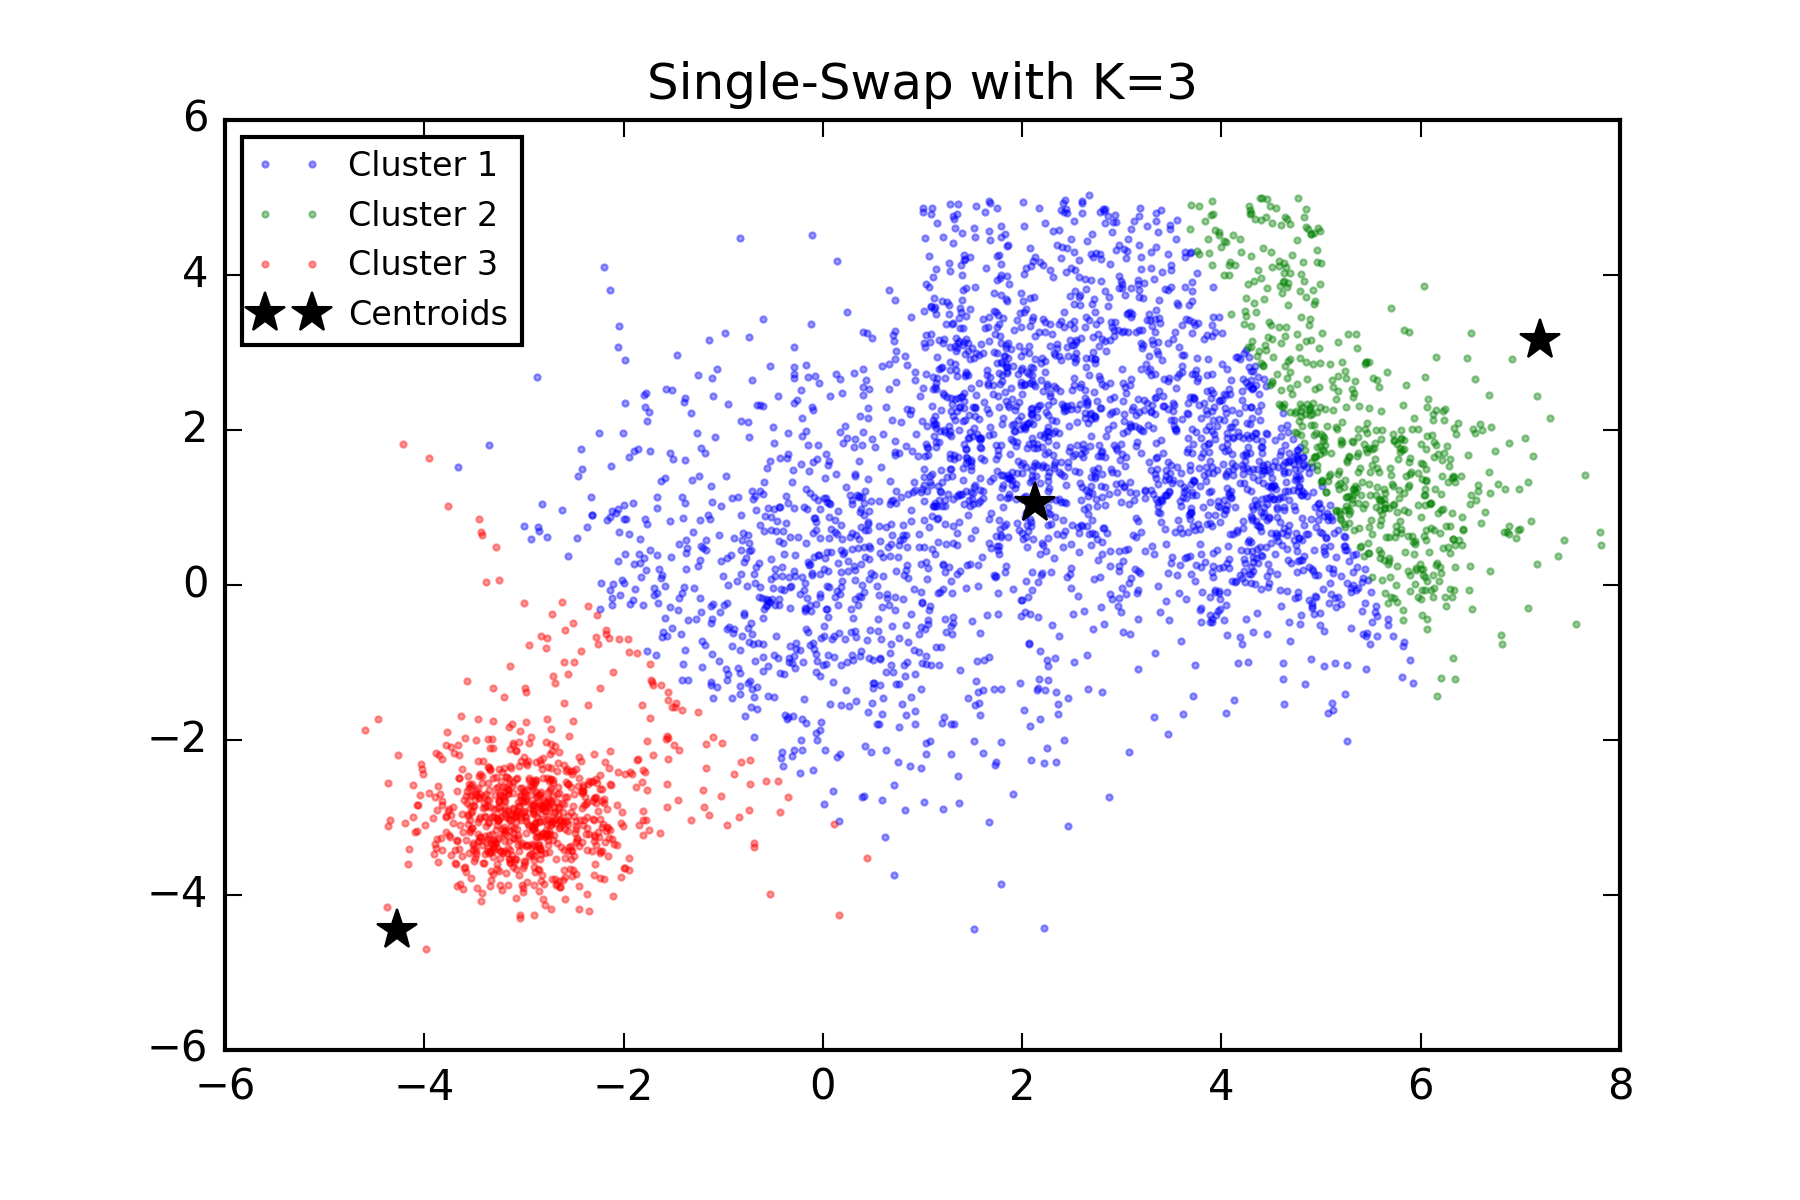 Single-Swap with K=3
6
4
2
0
−2
−4
−6
Cluster 1
Cluster 2
Cluster 3
Centroids
−6 −4 −2 0 2 4 6 8